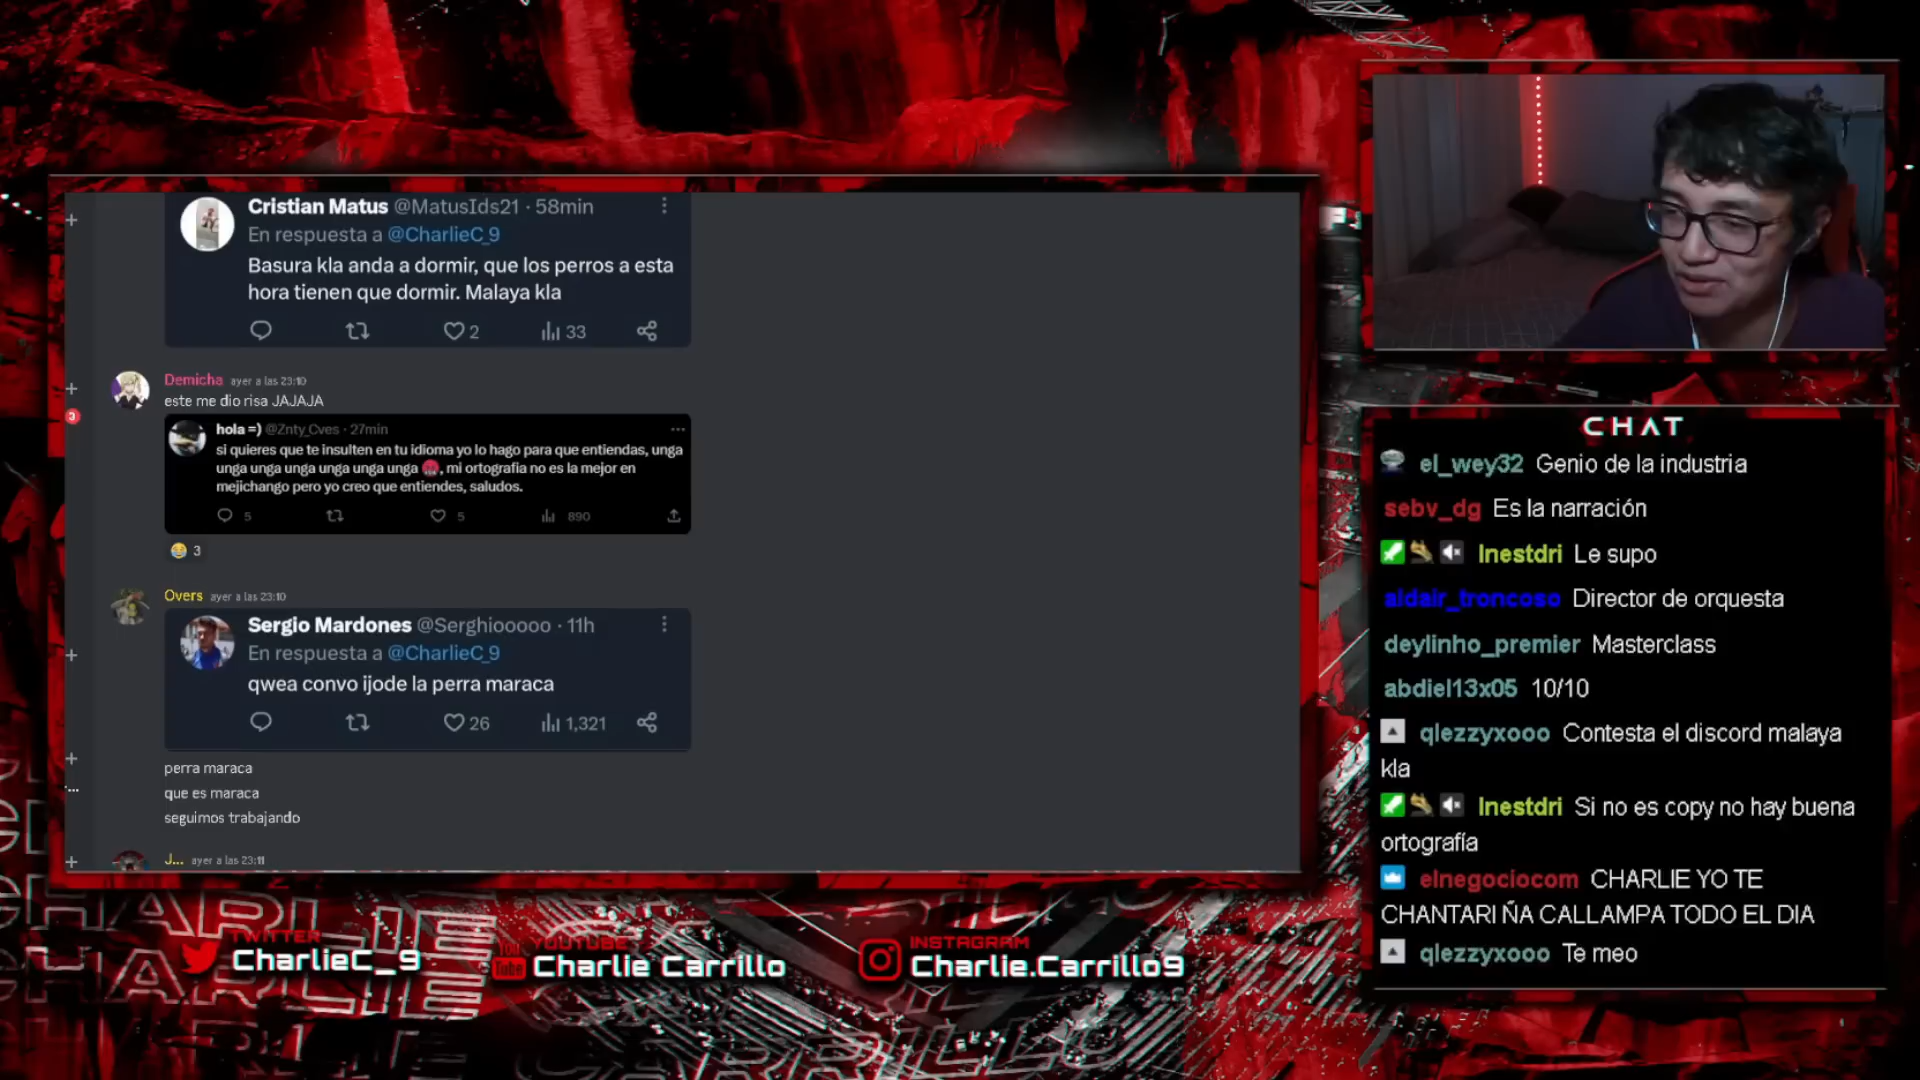 Cristian Matus @MatusIds21 · 58min
En respuesta a @CharlieC_9
Basura kla anda a dormir, que los perros a esta
hora tienen que dormir. Malaya kla
2 33
Demicha ayer a las 23:10
este me dio risa JAJAJA
3
hola =) @Znty_Cves · 27min
si quieres que te insulten en tu idioma yo lo hago para que entiendas, unga
unga unga unga unga unga unga , mi ortografia no es la mejor en
mejichango pero yo creo que entiendes, saludos.
5 5 890
3
Overs ayer a las 23:10
Sergio Mardones @Serghiooooo · 11h
En respuesta a @CharlieC_9
qwea convo ijode la perra maraca
26 1,321
perra maraca
que es maraca
seguimos trabajando
J... ayer a las 23:11
CHAT
el_wey32 Genio de la industria
sebv_dg Es la narración
Inestdri Le supo
aldair_troncoso Director de orquesta
deylinho_premier Masterclass
abdiel13x05 10/10
qlezzyxooo Contesta el discord malaya
kla
Inestdri Si no es copy no hay buena
ortografía
elnegociocom CHARLIE YO TE
CHANTARI ÑA CALLAMPA TODO EL DIA
qlezzyxooo Te meo
TWITTER
CharlieC_9
You Tube
YOUTUBE
Charlie Carrillo
INSTAGRAM
Charlie.Carrillo9
CHARLIE
CHARLIE
CHARLIE CARRILLO